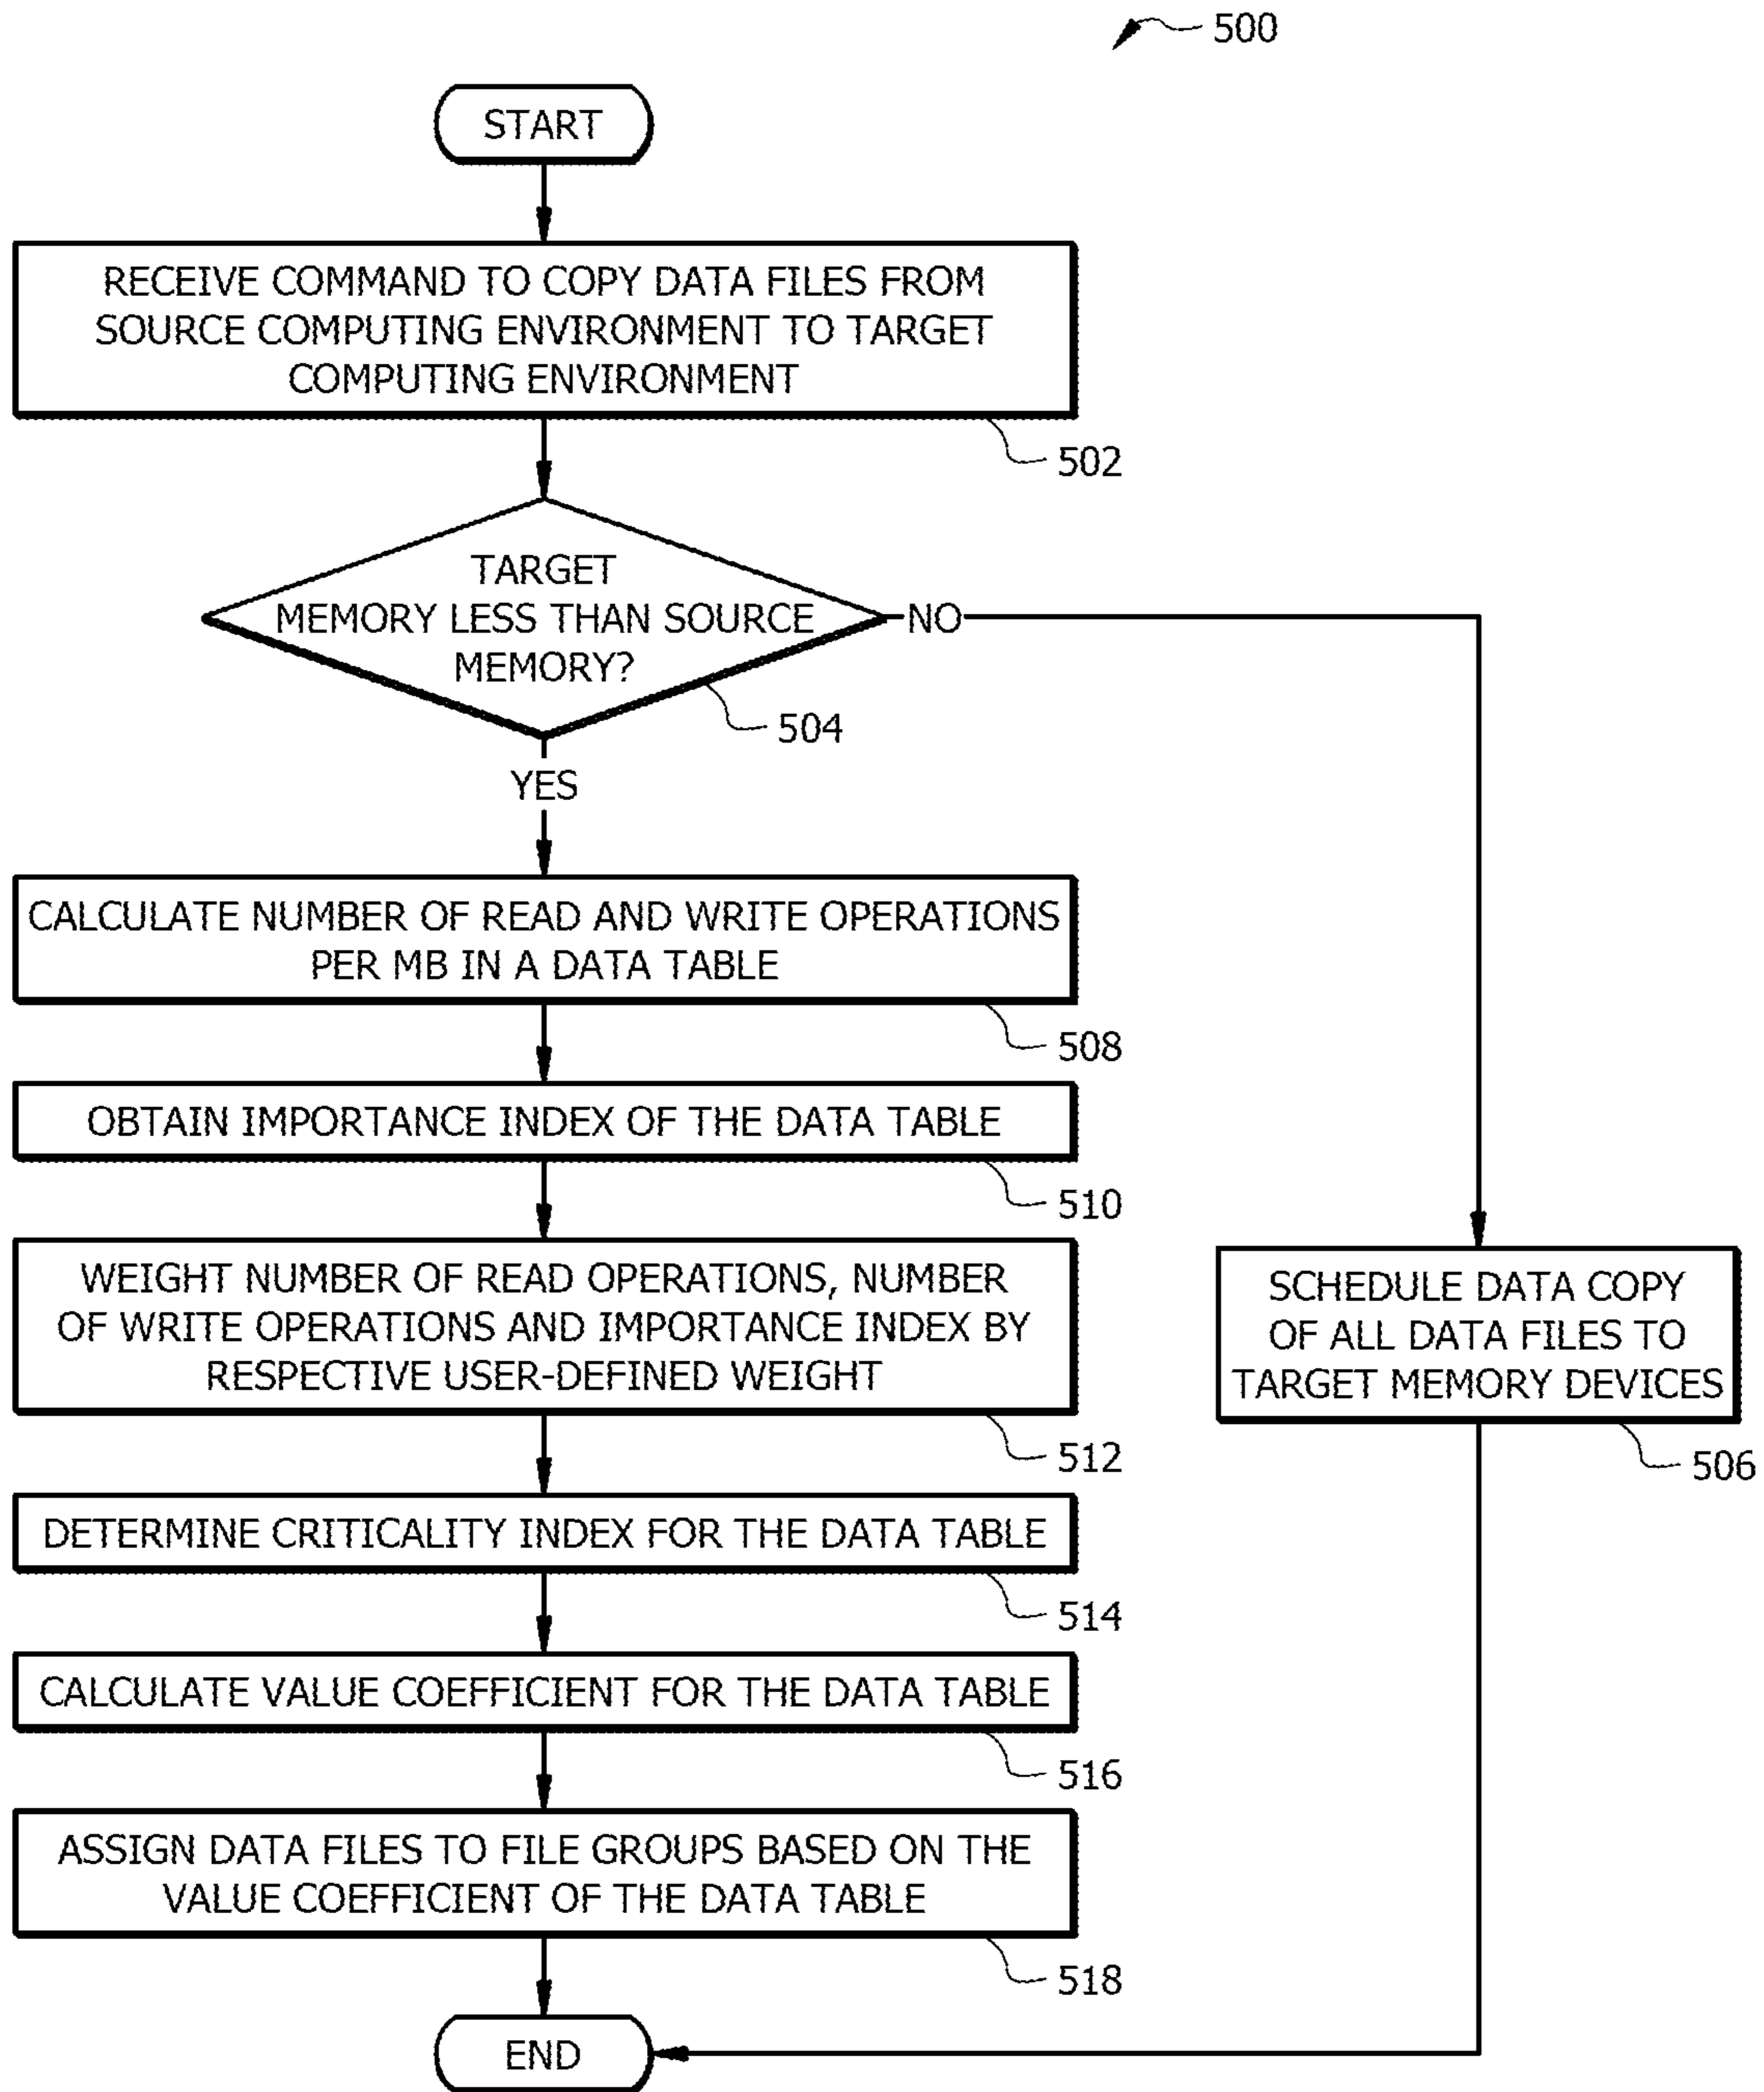 500
START
RECEIVE COMMAND TO COPY DATA FILES FROM
SOURCE COMPUTING ENVIRONMENT TO TARGET
COMPUTING ENVIRONMENT
502
TARGET
MEMORY LESS THAN SOURCE
MEMORY?
NO
504
YES
CALCULATE NUMBER OF READ AND WRITE OPERATIONS
PER MB IN A DATA TABLE
508
OBTAIN IMPORTANCE INDEX OF THE DATA TABLE
510
WEIGHT NUMBER OF READ OPERATIONS, NUMBER
OF WRITE OPERATIONS AND IMPORTANCE INDEX BY
RESPECTIVE USER-DEFINED WEIGHT
512
SCHEDULE DATA COPY
OF ALL DATA FILES TO
TARGET MEMORY DEVICES
506
DETERMINE CRITICALITY INDEX FOR THE DATA TABLE
514
CALCULATE VALUE COEFFICIENT FOR THE DATA TABLE
516
ASSIGN DATA FILES TO FILE GROUPS BASED ON THE
VALUE COEFFICIENT OF THE DATA TABLE
518
END